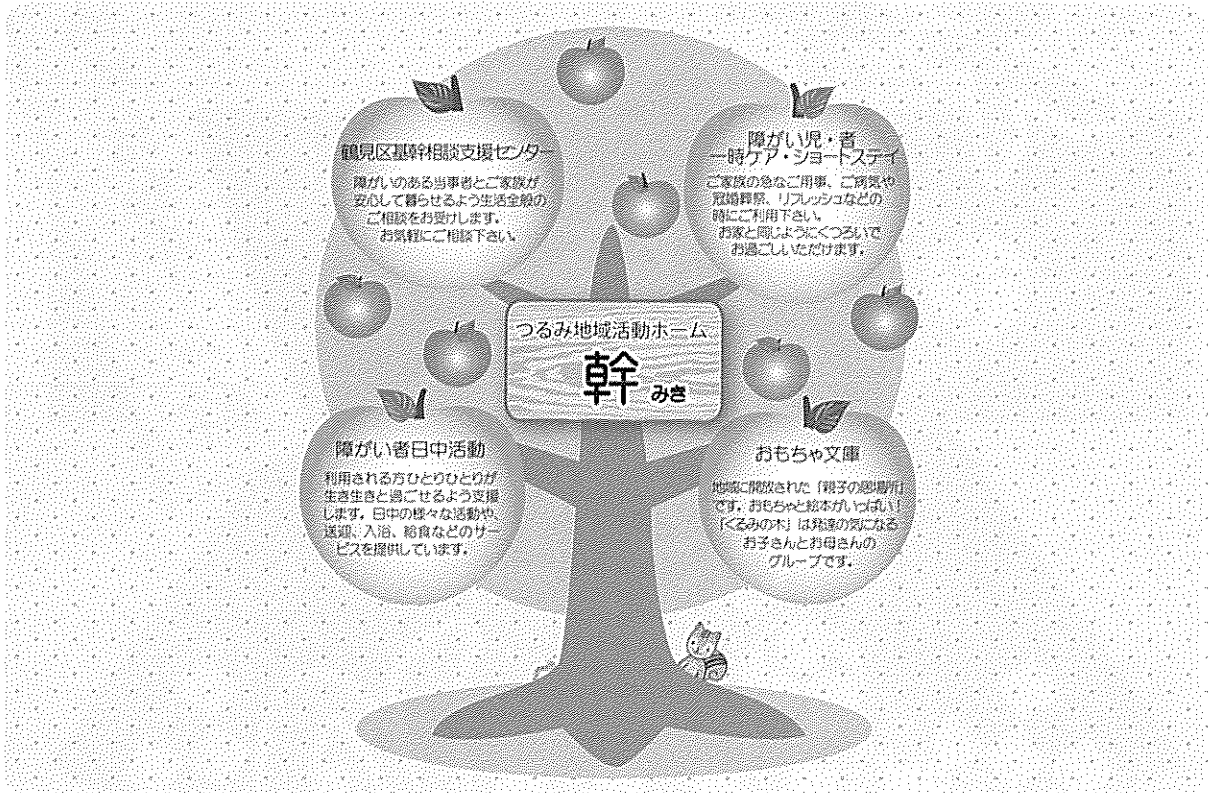 鶴見区基幹相談支援センター
障がいのある当事者とご家族が
安心して暮らせるよう生活全般の
ご相談をお受けします。
お気軽にご相談下さい。
障がい児・者
一時ケア・ショートステイ
ご家族の急なご用事、ご病気や
冠婚葬祭、リフレッシュなどの
時にご利用下さい。
お家と同じようにくつろいで
お過ごしいただけます。
つるみ地域活動ホーム
幹 みき
障がい者日中活動
利用される方ひとりひとりが
生き生きと過ごせるよう支援
します。日中の様々な活動や、
送迎、入浴、給食などのサー
ビスを提供しています。
おもちゃ文庫
地域に開放された「親子の居場所」
です。おもちゃと絵本がいっぱい！
「くるみの木」は発達の気になる
お子さんとお母さんの
グループです。